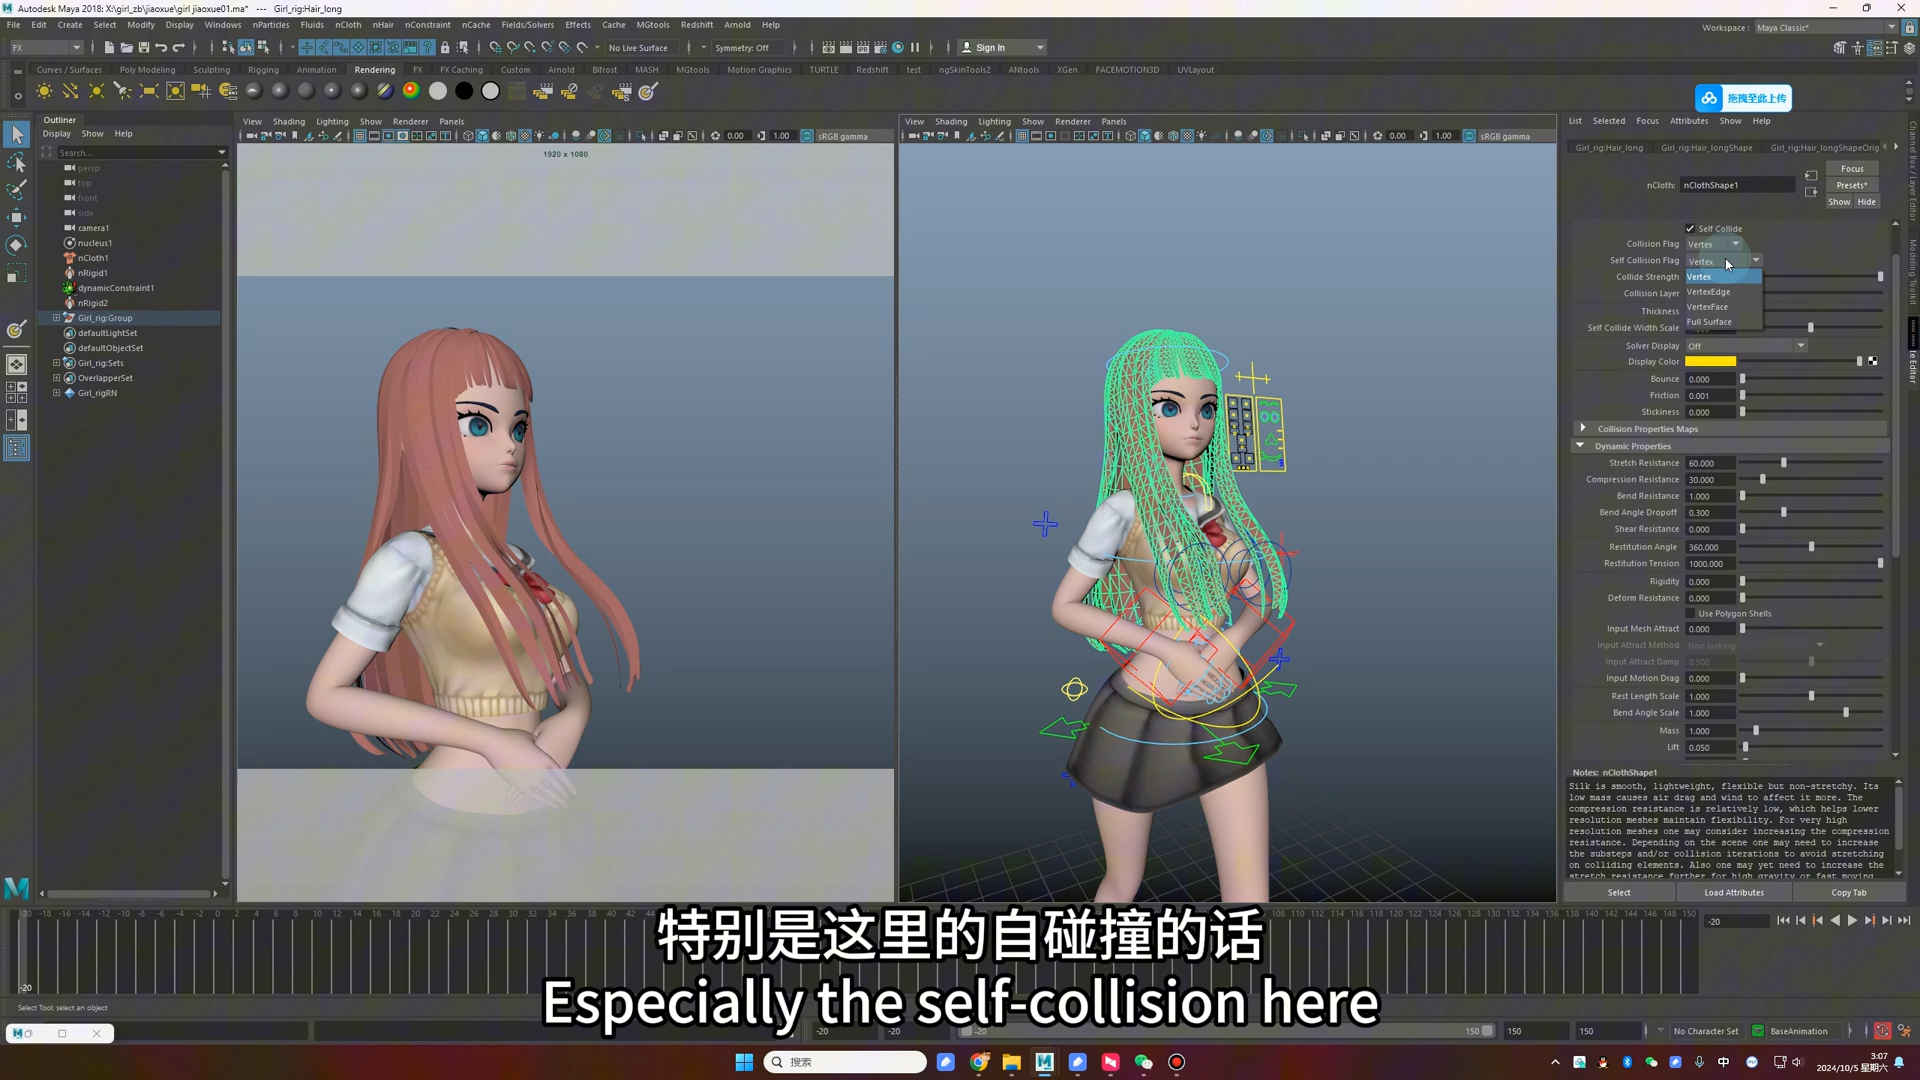 Autodesk Maya 2018: X:\girl_zb\jiaoxue\girl jiaoxue01.ma* --- Girl_rig:Hair_long
File Edit Create Select Modify Display Windows nParticles Fluids nCloth nHair nConstraint nCache Fields/Solvers Effects Cache MGtools Redshift Arnold Help
Workspace : Maya Classic*
FX No Live Surface Symmetry: Off Sign In
Curves / Surfaces Poly Modeling Sculpting Rigging Animation Rendering FX FX Caching Custom Arnold Bifrost MASH MGtools Motion Graphics TURTLE Redshift test ngSkinTools2 ANtools XGen FACEMOTION3D UVLayout
拖拽至此上传
Outliner
Display Show Help
Search...
persp
top
front
side
camera1
nucleus1
nCloth1
nRigid1
dynamicConstraint1
nRigid2
Girl_rig:Group
defaultLightSet
defaultObjectSet
Girl_rig:Sets
OverlapperSet
Girl_rigRN
View Shading Lighting Show Renderer Panels
0.00 1.00 sRGB gamma
1920 x 1080
View Shading Lighting Show Renderer Panels
0.00 1.00 sRGB gamma
List Selected Focus Attributes Show Help
Girl_rig:Hair_long Girl_rig:Hair_longShape Girl_rig:Hair_longShapeOrig
Focus
nCloth: nClothShape1 Presets*
Show Hide
Self Collide
Collision Flag Vertex
Self Collision Flag Vertex
Collide Strength Vertex
Collision Layer VertexEdge
Thickness VertexFace
Self Collide Width Scale Full Surface
Solver Display Off
Display Color
Bounce 0.000
Friction 0.001
Stickiness 0.000
Collision Properties Maps
Dynamic Properties
Stretch Resistance 60.000
Compression Resistance 30.000
Bend Resistance 1.000
Bend Angle Dropoff 0.300
Shear Resistance 0.000
Restitution Angle 360.000
Restitution Tension 1000.000
Rigidity 0.000
Deform Resistance 0.000
Use Polygon Shells
Input Mesh Attract 0.000
Input Attract Method Non locking
Input Attract Damp 0.500
Input Motion Drag 0.000
Rest Length Scale 1.000
Bend Angle Scale 1.000
Mass 1.000
Lift 0.050
Notes: nClothShape1
Silk is smooth, lightweight, flexible but non-stretchy. Its
low mass causes air drag and wind to affect it more. The
compression resistance is relatively low, which helps lower
resolution meshes maintain flexibility. For very high
resolution meshes one may consider increasing the compression
resistance. Depending on the scene one may need to increase
the substeps and/or collision iterations to avoid stretching
on colliding elements. Also one may yet need to increase the
stretch resistance further for high gravity or fast moving
Select Load Attributes Copy Tab
Channel Box / Layer Editor
Modeling Toolkit
-20
特别是这里的自碰撞的话
Especially the self-collision here
-20
Select Tool: select an object
-20 -20 -20 150 150 150 No Character Set BaseAnimation
搜索
中
3:07
2024/10/5 星期六